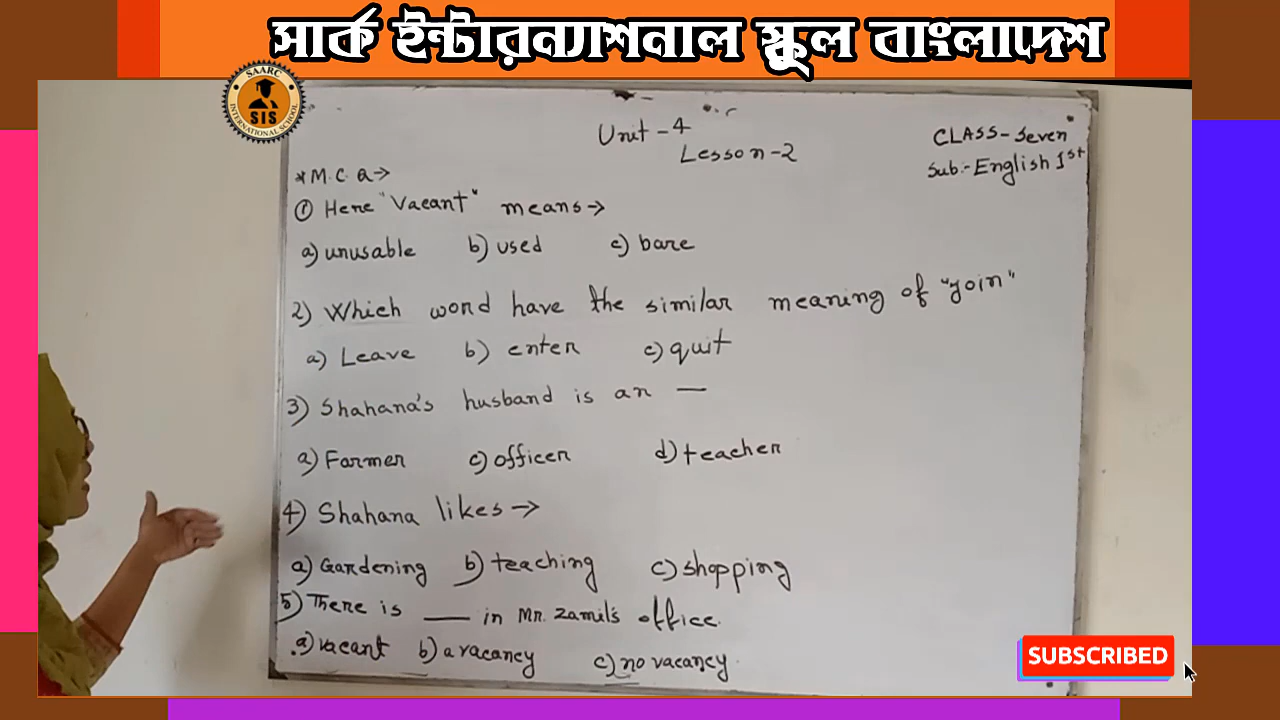 সার্ক ইন্টারন্যাশনাল স্কুল বাংলাদেশ
SAARC
SIS
INTERNATIONAL SCHOOL
Unit - 4
Lesson - 2
CLASS - Seven
Sub:- English 1st
* M. C. Q →
① Here "Vacant" means →
a) unusable b) used c) bare
2) Which word have the similar meaning of "join"
a) Leave b) enter c) quit
3) Shahana's husband is an —
a) Farmer c) officer d) teacher
4) Shahana likes →
a) Gardening b) teaching c) shopping
5) There is ___ in Mr. Zamil's office.
a) vacant b) a vacancy c) no vacancy
SUBSCRIBED